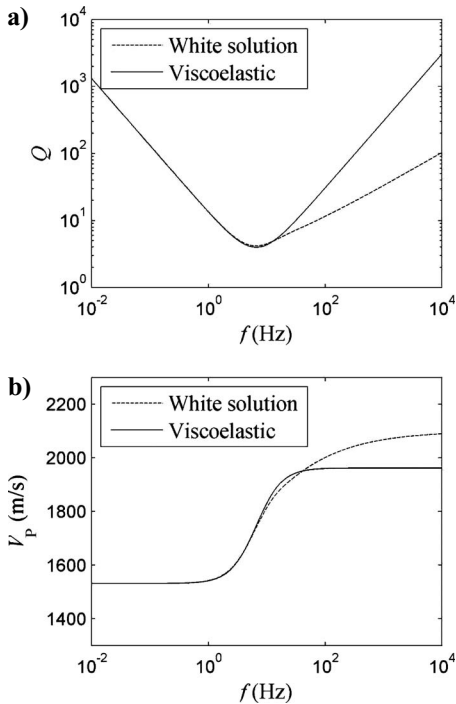 a)
10^4
White solution
Viscoelastic
10^3
Q
10^2
10^1
10^0
10^-2
10^0
10^2
10^4
f (Hz)
b)
2200
White solution
Viscoelastic
2000
V_P (m/s)
1800
1600
1400
10^-2
10^0
10^2
10^4
f (Hz)